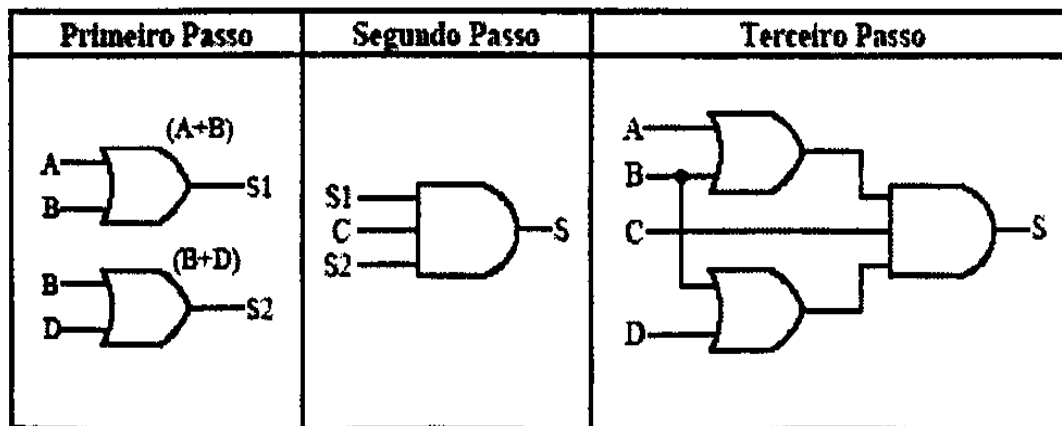 Primeiro Passo
Segundo Passo
Terceiro Passo
(A+B)
A
B
S1
(B+D)
B
D
S2
S1
C
S2
S
A
B
C
D
S